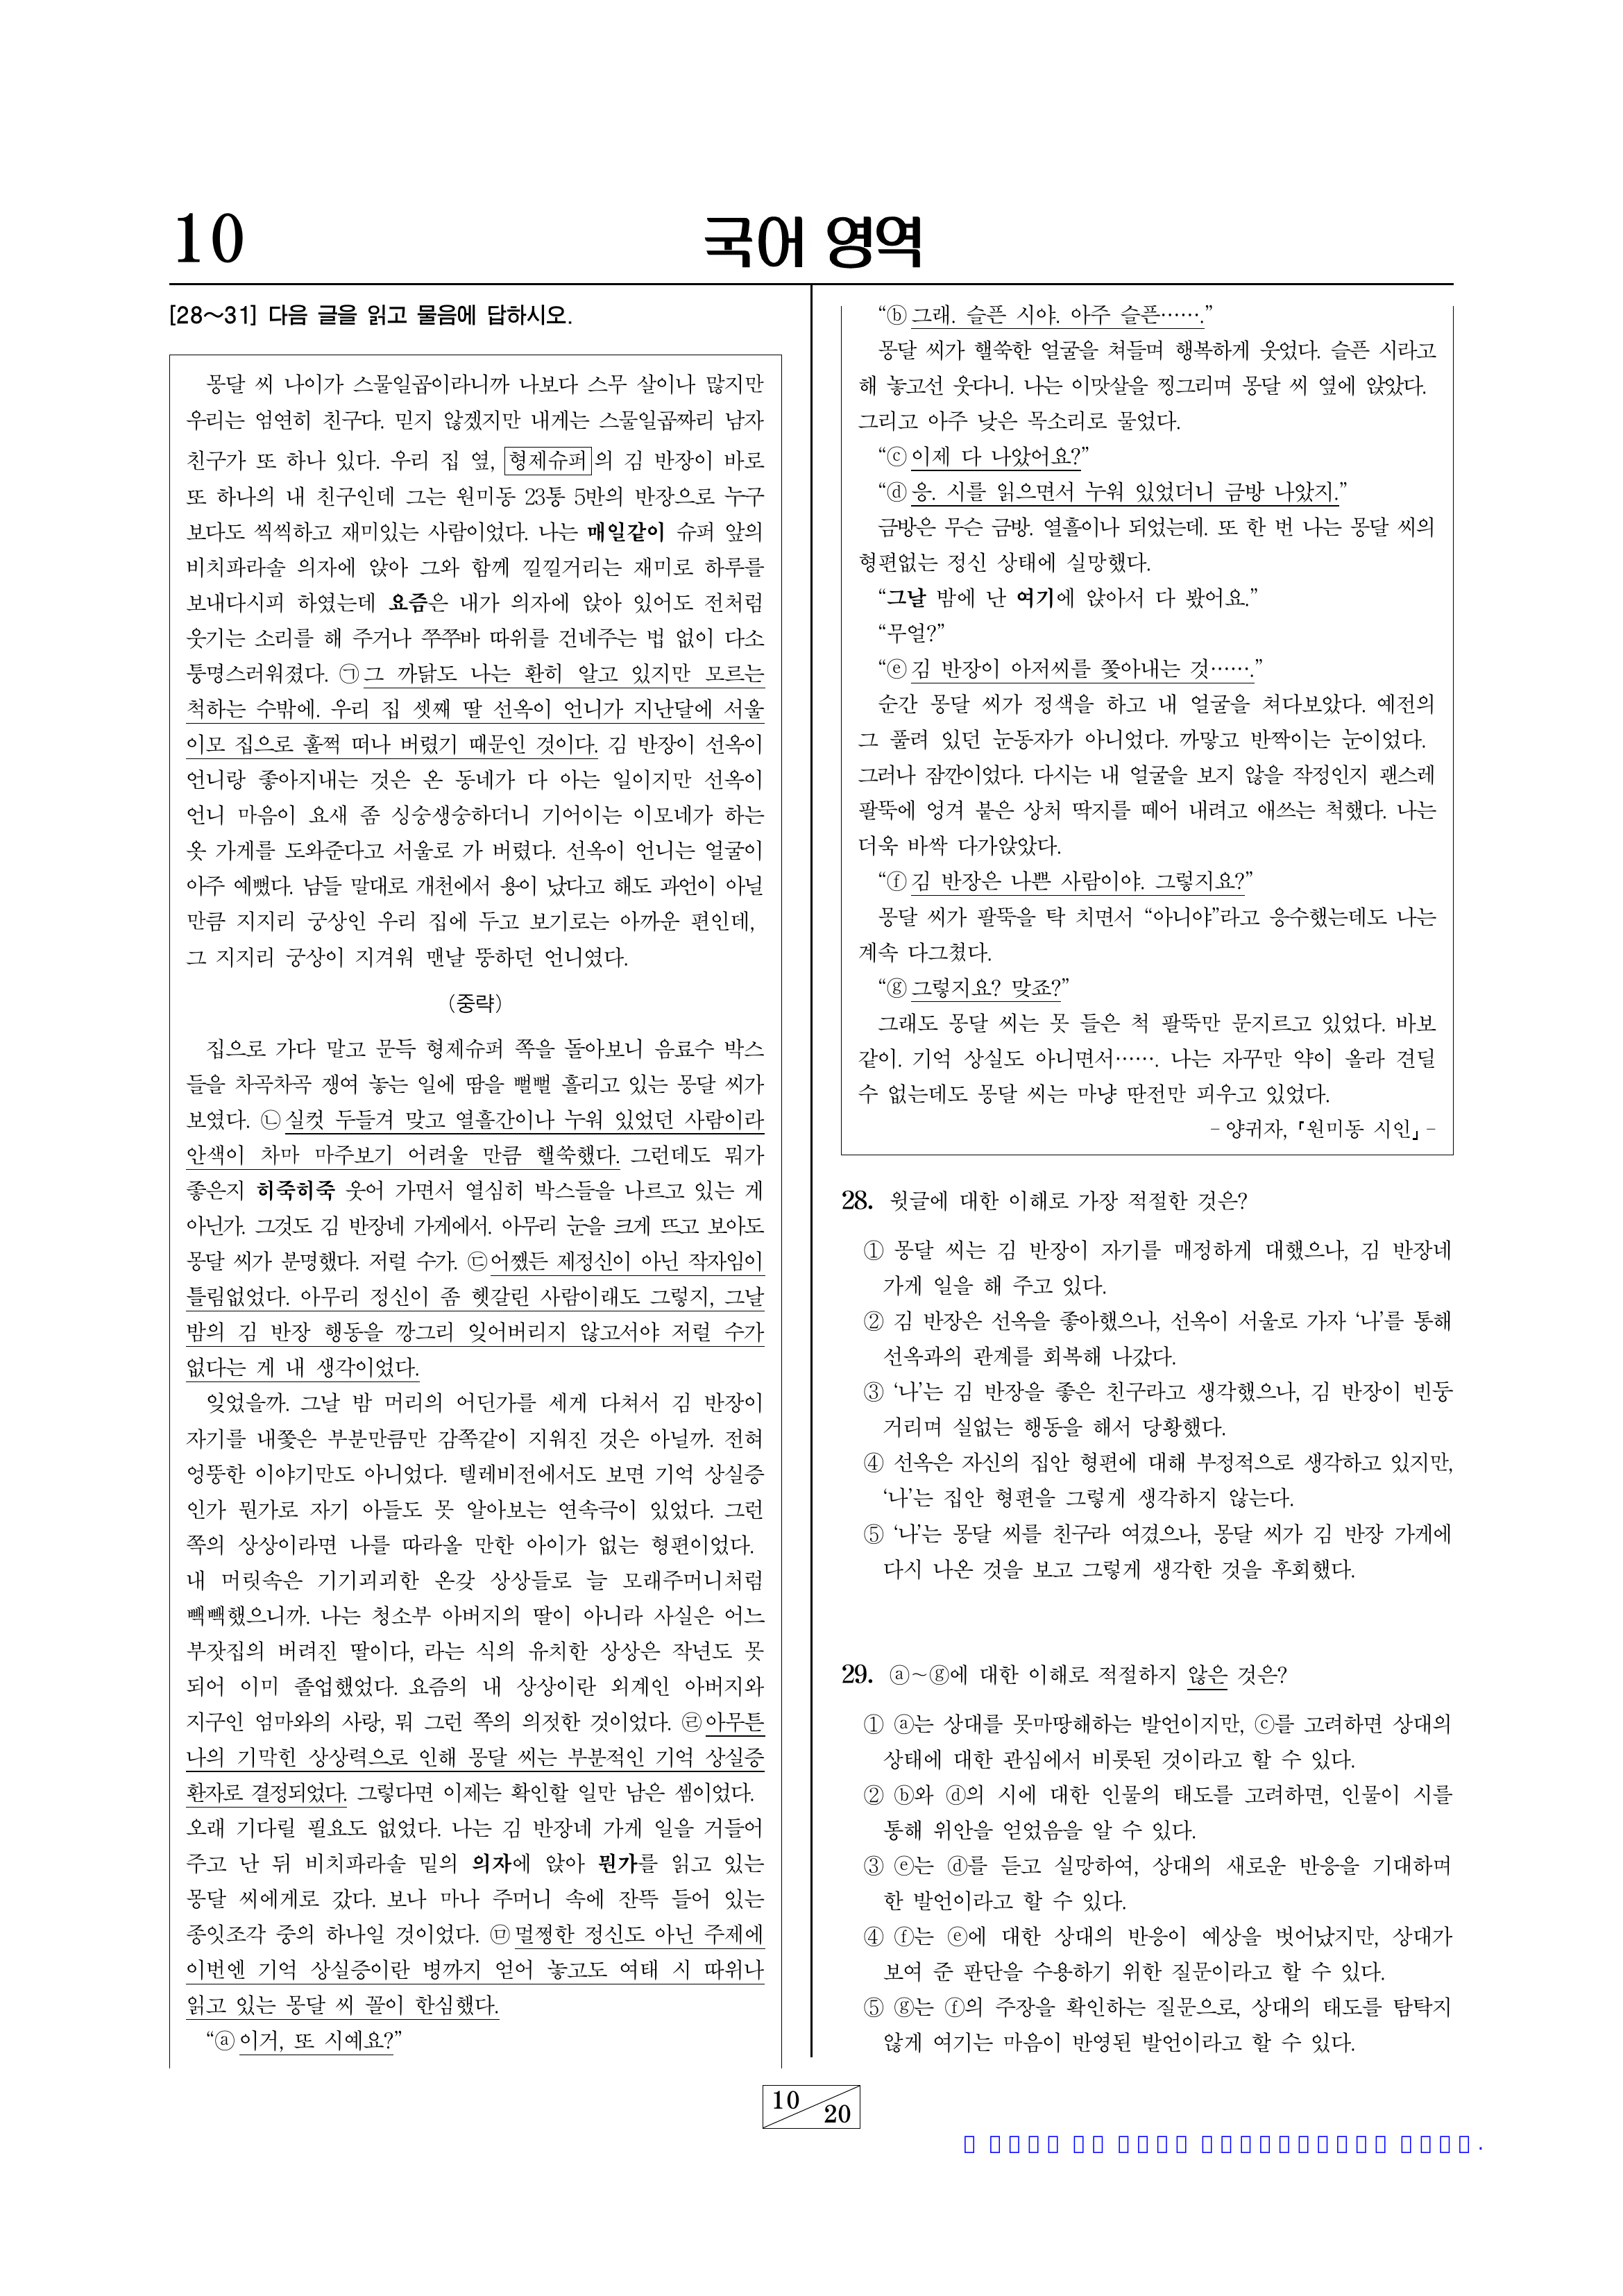 10
국어 영역
[28～31] 다음 글을 읽고 물음에 답하시오.
몽달 씨 나이가 스물일곱이라니까 나보다 스무 살이나 많지만
우리는 엄연히 친구다. 믿지 않겠지만 내게는 스물일곱짜리 남자
친구가 또 하나 있다. 우리 집 옆, 형제슈퍼의 김 반장이 바로
또 하나의 내 친구인데 그는 원미동 23통 5반의 반장으로 누구
보다도 씩씩하고 재미있는 사람이었다. 나는 매일같이 슈퍼 앞의
비치파라솔 의자에 앉아 그와 함께 낄낄거리는 재미로 하루를
보내다시피 하였는데 요즘은 내가 의자에 앉아 있어도 전처럼
웃기는 소리를 해 주거나 쭈쭈바 따위를 건네주는 법 없이 다소
퉁명스러워졌다. ㉠그 까닭도 나는 환히 알고 있지만 모르는
척하는 수밖에. 우리 집 셋째 딸 선옥이 언니가 지난달에 서울
이모 집으로 훌쩍 떠나 버렸기 때문인 것이다. 김 반장이 선옥이
언니랑 좋아지내는 것은 온 동네가 다 아는 일이지만 선옥이
언니 마음이 요새 좀 싱숭생숭하더니 기어이는 이모네가 하는
옷 가게를 도와준다고 서울로 가 버렸다. 선옥이 언니는 얼굴이
아주 예뻤다. 남들 말대로 개천에서 용이 났다고 해도 과언이 아닐
만큼 지지리 궁상인 우리 집에 두고 보기로는 아까운 편인데,
그 지지리 궁상이 지겨워 맨날 뚱하던 언니였다.
(중략)
집으로 가다 말고 문득 형제슈퍼 쪽을 돌아보니 음료수 박스
들을 차곡차곡 쟁여 놓는 일에 땀을 뻘뻘 흘리고 있는 몽달 씨가
보였다. ㉡실컷 두들겨 맞고 열흘간이나 누워 있었던 사람이라
안색이 차마 마주보기 어려울 만큼 핼쑥했다. 그런데도 뭐가
좋은지 히죽히죽 웃어 가면서 열심히 박스들을 나르고 있는 게
아닌가. 그것도 김 반장네 가게에서. 아무리 눈을 크게 뜨고 보아도
몽달 씨가 분명했다. 저럴 수가. ㉢어쨌든 제정신이 아닌 작자임이
틀림없었다. 아무리 정신이 좀 헷갈린 사람이래도 그렇지, 그날
밤의 김 반장 행동을 깡그리 잊어버리지 않고서야 저럴 수가
없다는 게 내 생각이었다.
잊었을까. 그날 밤 머리의 어딘가를 세게 다쳐서 김 반장이
자기를 내쫓은 부분만큼만 감쪽같이 지워진 것은 아닐까. 전혀
엉뚱한 이야기만도 아니었다. 텔레비전에서도 보면 기억 상실증
인가 뭔가로 자기 아들도 못 알아보는 연속극이 있었다. 그런
쪽의 상상이라면 나를 따라올 만한 아이가 없는 형편이었다.
내 머릿속은 기기괴괴한 온갖 상상들로 늘 모래주머니처럼
빽빽했으니까. 나는 청소부 아버지의 딸이 아니라 사실은 어느
부잣집의 버려진 딸이다, 라는 식의 유치한 상상은 작년도 못
되어 이미 졸업했었다. 요즘의 내 상상이란 외계인 아버지와
지구인 엄마와의 사랑, 뭐 그런 쪽의 의젓한 것이었다. ㉣아무튼
나의 기막힌 상상력으로 인해 몽달 씨는 부분적인 기억 상실증
환자로 결정되었다. 그렇다면 이제는 확인할 일만 남은 셈이었다.
오래 기다릴 필요도 없었다. 나는 김 반장네 가게 일을 거들어
주고 난 뒤 비치파라솔 밑의 의자에 앉아 뭔가를 읽고 있는
몽달 씨에게로 갔다. 보나 마나 주머니 속에 잔뜩 들어 있는
종잇조각 중의 하나일 것이었다. ㉤멀쩡한 정신도 아닌 주제에
이번엔 기억 상실증이란 병까지 얻어 놓고도 여태 시 따위나
읽고 있는 몽달 씨 꼴이 한심했다.
“ⓐ이거, 또 시예요?”
“ⓑ그래. 슬픈 시야. 아주 슬픈……”
몽달 씨가 핼쑥한 얼굴을 쳐들며 행복하게 웃었다. 슬픈 시라고
해 놓고선 웃다니. 나는 이맛살을 찡그리며 몽달 씨 옆에 앉았다.
그리고 아주 낮은 목소리로 물었다.
“ⓒ이제 다 나았어요?”
“ⓓ응. 시를 읽으면서 누워 있었더니 금방 나았지.”
금방은 무슨 금방. 열흘이나 되었는데. 또 한 번 나는 몽달 씨의
형편없는 정신 상태에 실망했다.
“그날 밤에 난 여기에 앉아서 다 봤어요.”
“무얼?”
“ⓔ김 반장이 아저씨를 쫓아내는 것…….”
순간 몽달 씨가 정색을 하고 내 얼굴을 쳐다보았다. 예전의
그 풀려 있던 눈동자가 아니었다. 까맣고 반짝이는 눈이었다.
그러나 잠깐이었다. 다시는 내 얼굴을 보지 않을 작정인지 괜스레
팔뚝에 엉겨 붙은 상처 딱지를 떼어 내려고 애쓰는 척했다. 나는
더욱 바싹 다가앉았다.
“ⓕ김 반장은 나쁜 사람이야. 그렇지요?”
몽달 씨가 팔뚝을 탁 치면서 “아니야”라고 응수했는데도 나는
계속 다그쳤다.
“ⓖ그렇지요? 맞죠?”
그래도 몽달 씨는 못 들은 척 팔뚝만 문지르고 있었다. 바보
같이. 기억 상실도 아니면서……. 나는 자꾸만 약이 올라 견딜
수 없는데도 몽달 씨는 마냥 딴전만 피우고 있었다.
- 양귀자, 「원미동 시인」-
28. 윗글에 대한 이해로 가장 적절한 것은?
① 몽달 씨는 김 반장이 자기를 매정하게 대했으나, 김 반장네
가게 일을 해 주고 있다.
② 김 반장은 선옥을 좋아했으나, 선옥이 서울로 가자 ‘나’를 통해
선옥과의 관계를 회복해 나갔다.
③ ‘나’는 김 반장을 좋은 친구라고 생각했으나, 김 반장이 빈둥
거리며 실없는 행동을 해서 당황했다.
④ 선옥은 자신의 집안 형편에 대해 부정적으로 생각하고 있지만,
‘나’는 집안 형편을 그렇게 생각하지 않는다.
⑤ ‘나’는 몽달 씨를 친구라 여겼으나, 몽달 씨가 김 반장 가게에
다시 나온 것을 보고 그렇게 생각한 것을 후회했다.
29. ⓐ～ⓖ에 대한 이해로 적절하지 않은 것은?
① ⓐ는 상대를 못마땅해하는 발언이지만, ⓒ를 고려하면 상대의
상태에 대한 관심에서 비롯된 것이라고 할 수 있다.
② ⓑ와 ⓓ의 시에 대한 인물의 태도를 고려하면, 인물이 시를
통해 위안을 얻었음을 알 수 있다.
③ ⓔ는 ⓓ를 듣고 실망하여, 상대의 새로운 반응을 기대하며
한 발언이라고 할 수 있다.
④ ⓕ는 ⓔ에 대한 상대의 반응이 예상을 벗어났지만, 상대가
보여 준 판단을 수용하기 위한 질문이라고 할 수 있다.
⑤ ⓖ는 ⓕ의 주장을 확인하는 질문으로, 상대의 태도를 탐탁지
않게 여기는 마음이 반영된 발언이라고 할 수 있다.
10
20